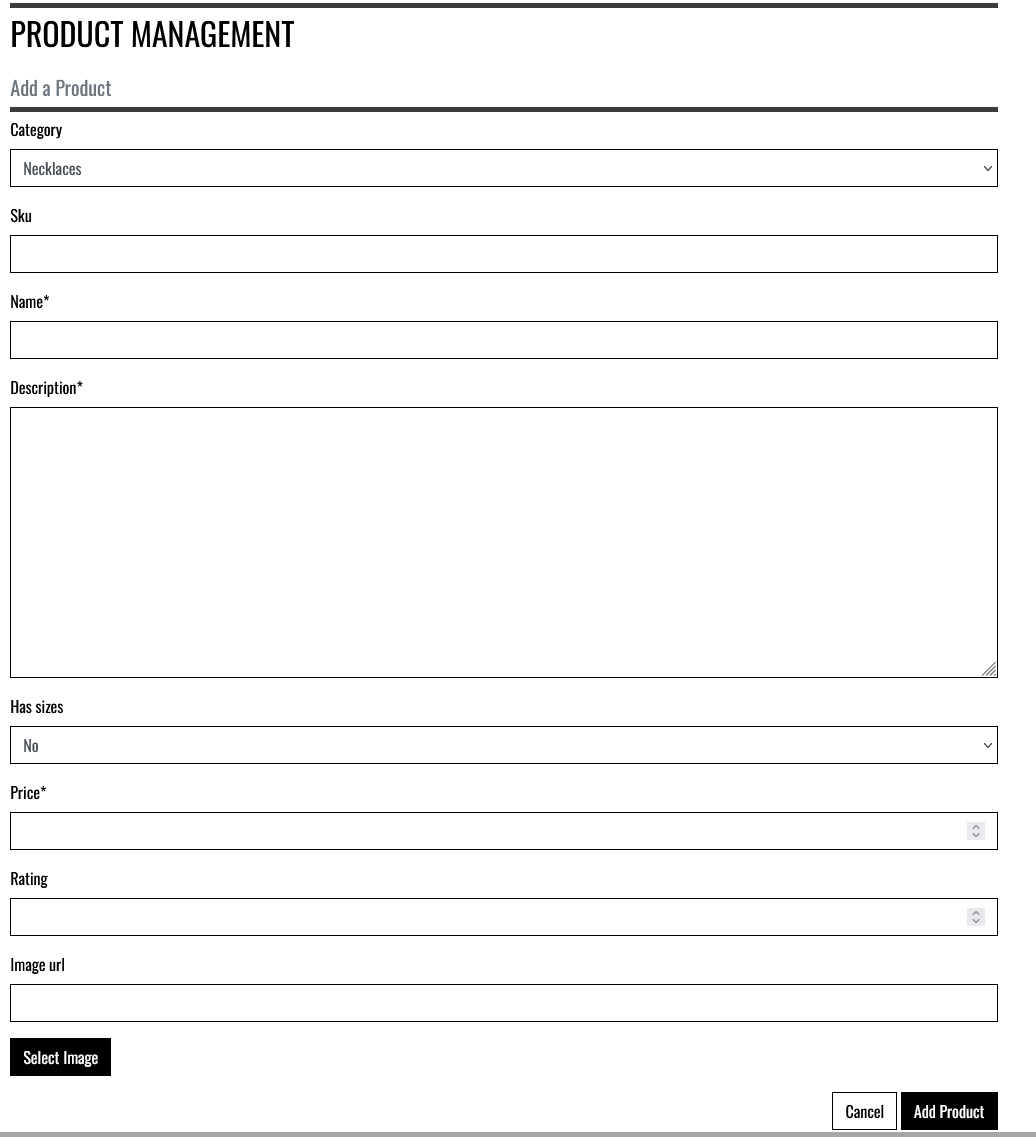 PRODUCT MANAGEMENT
Add a Product
Category
Necklaces
Sku
Name*
Description*
Has sizes
No
Price*
Rating
Image url
Select Image
Cancel Add Product